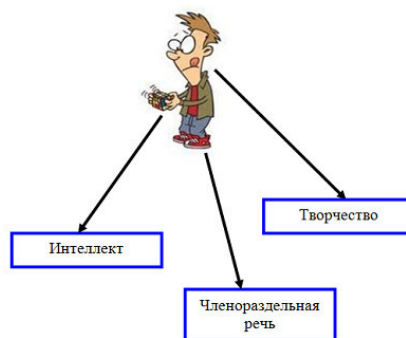 Творчество
Интеллект
Членораздельная
речь